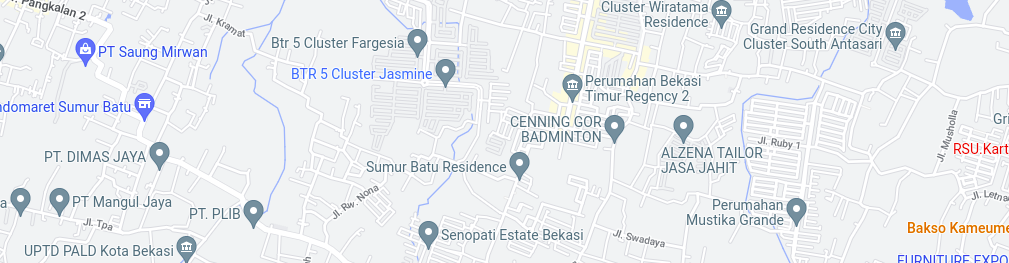 Pangkalan 2
Jl. Kramat
PT Saung Mirwan
Btr 5 Cluster Fargesia
BTR 5 Cluster Jasmine
ndomaret Sumur Batu
PT. DIMAS JAYA
PT Mangul Jaya
a
Jl. Tpa
PT. PLIB
UPTD PALD Kota Bekasi
Jl. Rw. Nona
Sumur Batu Residence
Senopati Estate Bekasi
Cluster Wiratama
Residence
Perumahan Bekasi
Timur Regency 2
CENNING GOR
BADMINTON
ALZENA TAILOR
JASA JAHIT
Grand Residence City
Cluster South Antasari
Jl. Ruby 1
Perumahan
Mustika Grande
Jl. Swadaya
Jl. Musholla
Gri
RSU.Kart
Jl. Letna
Bakso Kameume
FURNITURE EXPO